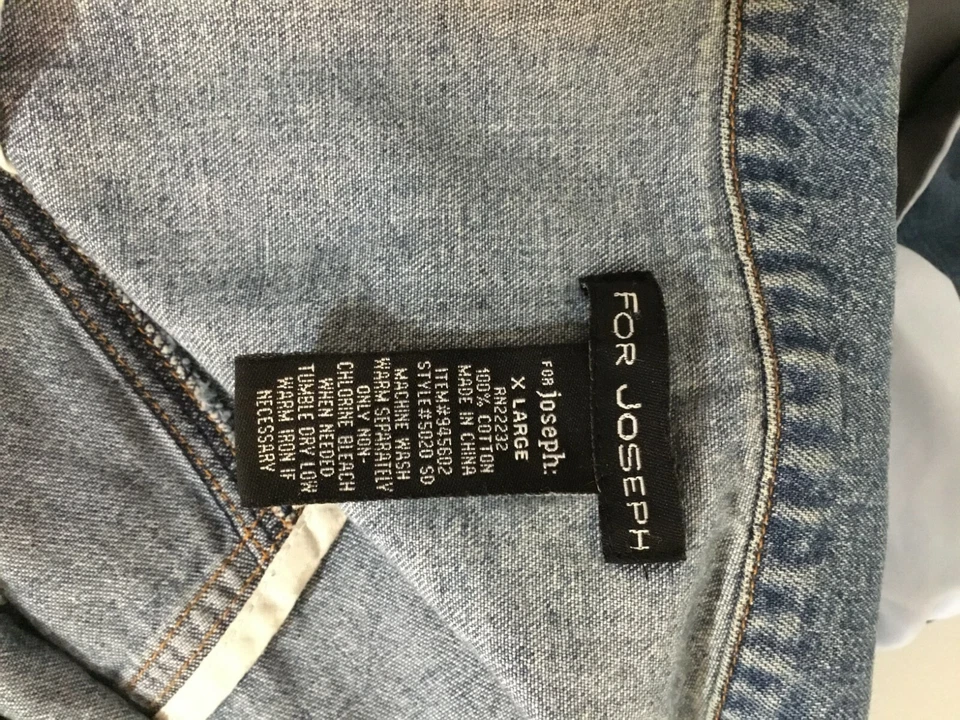 FOR JOSEPH
FOR joseph:
X LARGE
RN22232
100% COTTON
MADE IN CHINA
ITEM#945602
STYLE#5020 SO
MACHINE WASH
WARM SEPARATELY
ONLY NON-
CHLORINE BLEACH
WHEN NEEDED
TUMBLE DRY LOW
WARM IRON IF
NECESSARY